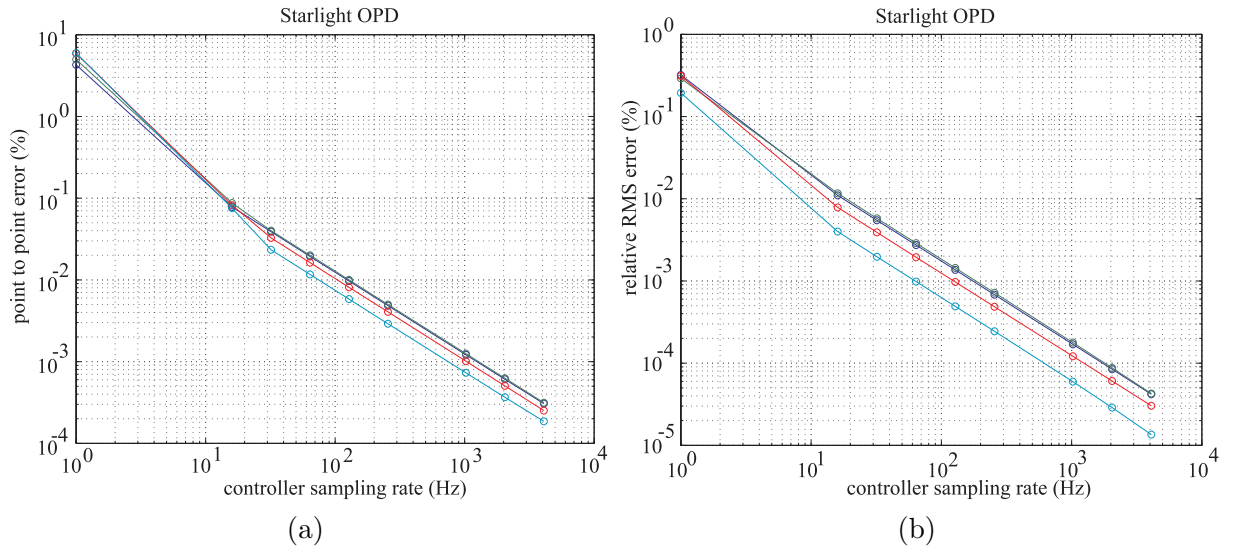 Starlight OPD
10^1
10^0
10^-1
10^-2
10^-3
10^-4
point to point error (%)
10^0 10^1 10^2 10^3 10^4
controller sampling rate (Hz)
(a)
Starlight OPD
10^0
10^-1
10^-2
10^-3
10^-4
10^-5
relative RMS error (%)
10^0 10^1 10^2 10^3 10^4
controller sampling rate (Hz)
(b)